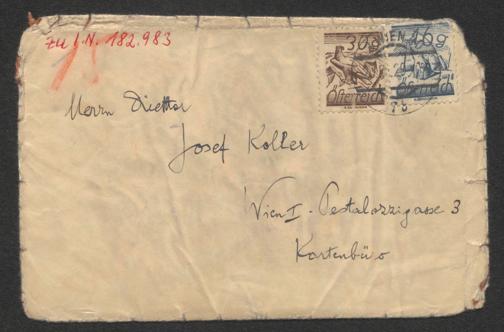 zu I.N. 182.983
30g 16g
Österreich
Herrn Direktor
Josef Koller
Wien I. Pestalozzigasse 3
Kartenbüro